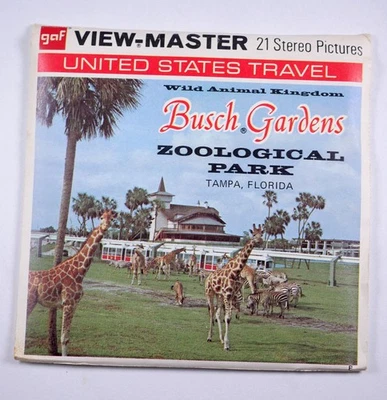 gaf VIEW-MASTER 21 Stereo Pictures
UNITED STATES TRAVEL
Wild Animal Kingdom
Busch Gardens
®
ZOOLOGICAL
PARK
TAMPA, FLORIDA